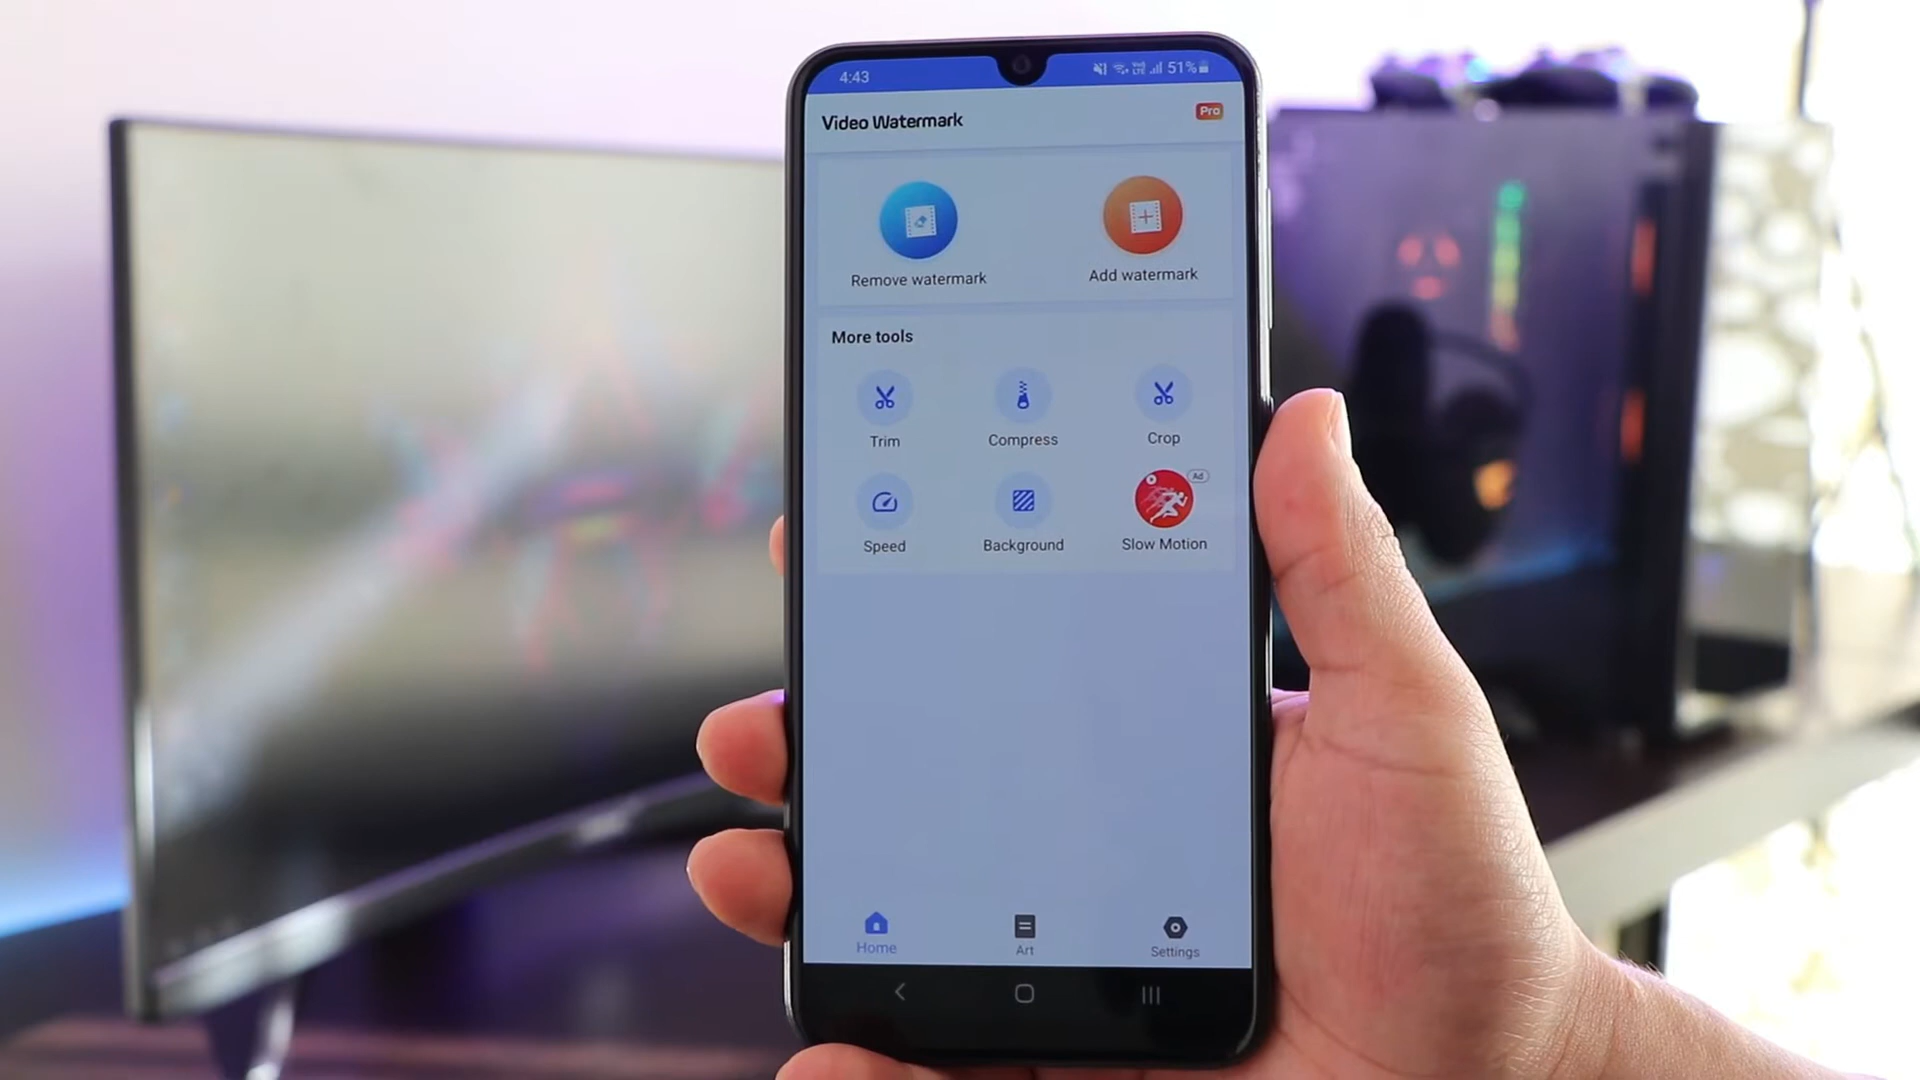 4:43 51%
Video Watermark Pro
Remove watermark Add watermark
More tools
Trim Compress Crop
Ad
Speed Background Slow Motion
Home Art Settings